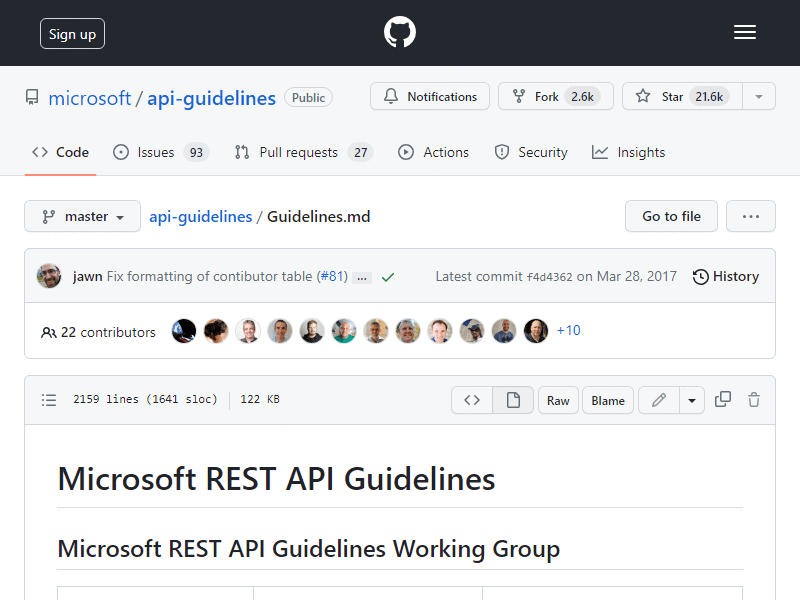 Sign up
microsoft / api-guidelines Public
Notifications Fork 2.6k Star 21.6k
Code Issues 93 Pull requests 27 Actions Security Insights
master api-guidelines / Guidelines.md Go to file ...
jawn Fix formatting of contibutor table (#81) ... Latest commit f4d4362 on Mar 28, 2017 History
22 contributors +10
2159 lines (1641 sloc) 122 KB Raw Blame
Microsoft REST API Guidelines
Microsoft REST API Guidelines Working Group